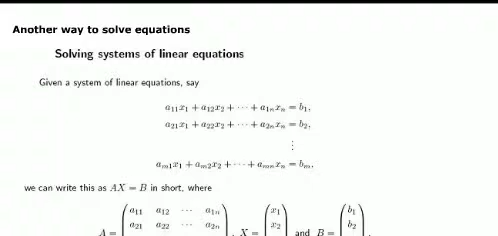 Another way to solve equations
Solving systems of linear equations
Given a system of linear equations, say
a₁₁x₁ + a₁₂x₂ + ··· + a₁ₙxₙ = b₁,
a₂₁x₁ + a₂₂x₂ + ··· + a₂ₙxₙ = b₂,
⋮
aₘ₁x₁ + aₘ₂x₂ + ··· + aₘₙxₙ = bₘ,
we can write this as AX = B in short, where
a₁₁ a₁₂ ··· a₁ₙ x₁ b₁
a₂₁ a₂₂ ··· a₂ₙ x₂ b₂
A = , X = and B = .